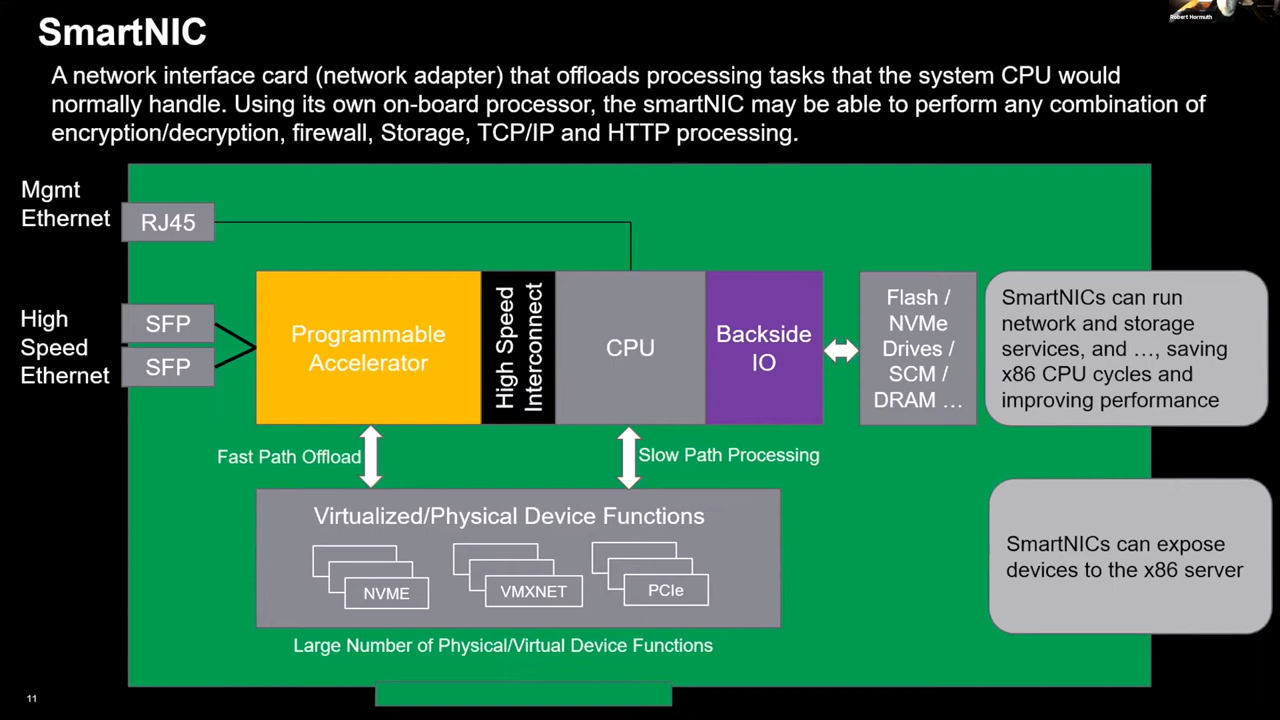 Robert Hormuth
SmartNIC
A network interface card (network adapter) that offloads processing tasks that the system CPU would
normally handle. Using its own on-board processor, the smartNIC may be able to perform any combination of
encryption/decryption, firewall, Storage, TCP/IP and HTTP processing.
Mgmt
Ethernet
RJ45
High
Speed
Ethernet
SFP
SFP
Programmable
Accelerator
High Speed
Interconnect
CPU
Backside
IO
Flash /
NVMe
Drives /
SCM /
DRAM …
SmartNICs can run
network and storage
services, and …, saving
x86 CPU cycles and
improving performance
Fast Path Offload
Slow Path Processing
Virtualized/Physical Device Functions
NVME
VMXNET
PCIe
Large Number of Physical/Virtual Device Functions
SmartNICs can expose
devices to the x86 server
11